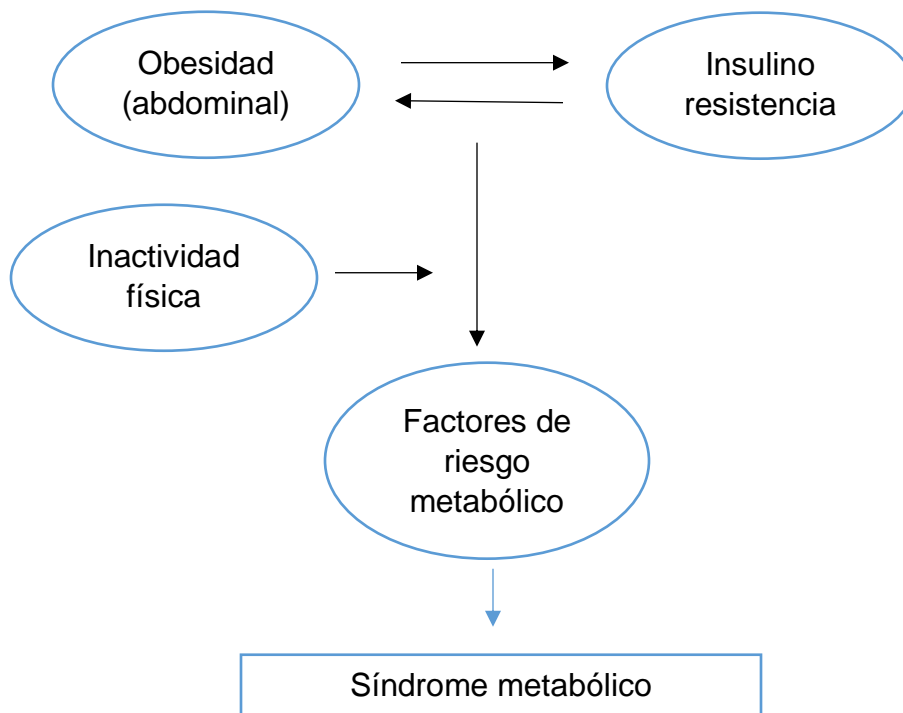 Obesidad
(abdominal)
Insulino
resistencia
Inactividad
física
Factores de
riesgo
metabólico
Síndrome metabólico